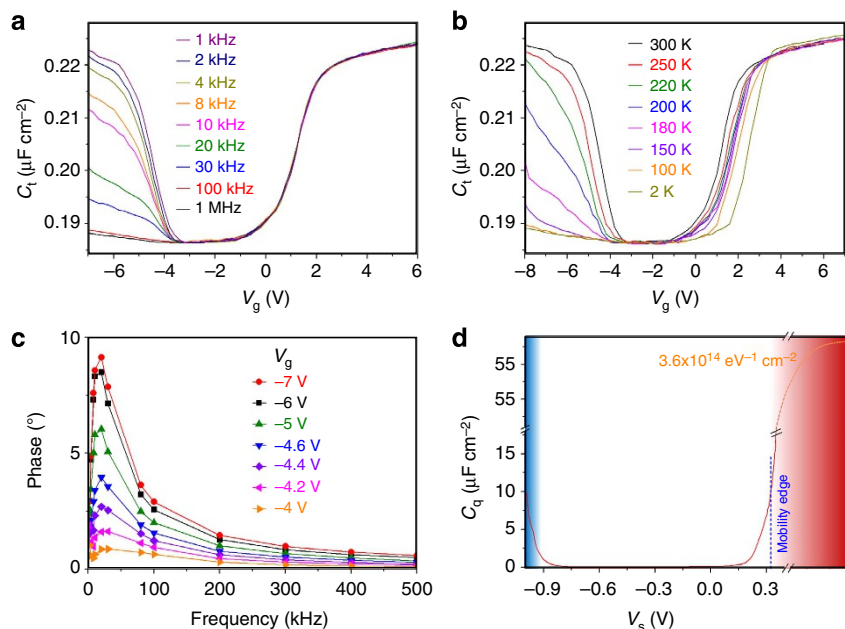 a
1 kHz
2 kHz
4 kHz
8 kHz
10 kHz
20 kHz
30 kHz
100 kHz
1 MHz
0.22
0.21
0.20
0.19
Ct (μF cm–2)
–6 –4 –2 0 2 4 6
Vg (V)
b
300 K
250 K
220 K
200 K
180 K
150 K
100 K
2 K
0.22
0.21
0.20
0.19
Ct (μF cm–2)
–8 –6 –4 –2 0 2 4 6
Vg (V)
c
Vg
–7 V
–6 V
–5 V
–4.6 V
–4.4 V
–4.2 V
–4 V
10
5
0
Phase (°)
0 100 200 300 400 500
Frequency (kHz)
d
3.6x10^14 eV–1 cm–2
55
55
15
10
5
0
Cq (μF cm–2)
Mobility edge
–0.9 –0.6 –0.3 0.0 0.3
Vs (V)